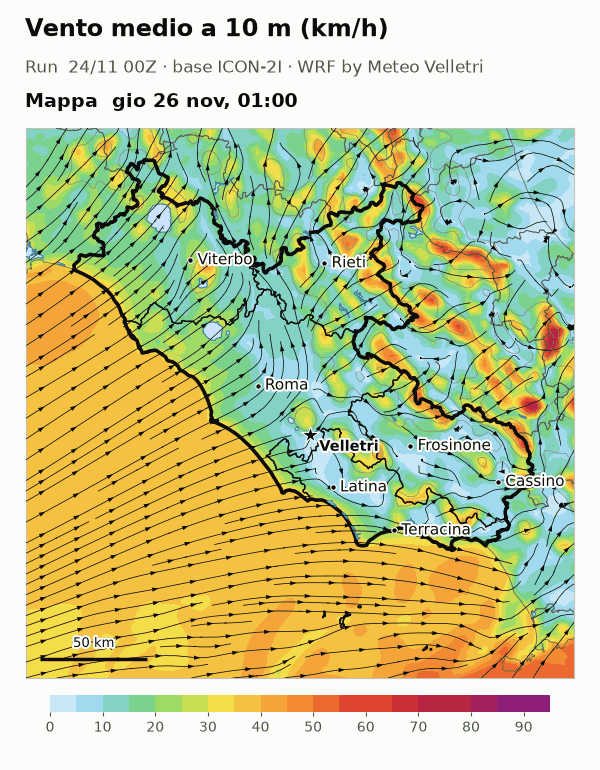 Vento medio a 10 m (km/h)
Run 24/11 00Z · base ICON-2I · WRF by Meteo Velletri
Mappa gio 26 nov, 01:00
Viterbo
Rieti
Roma
Velletri
Frosinone
Latina
Cassino
Terracina
50 km
0 10 20 30 40 50 60 70 80 90